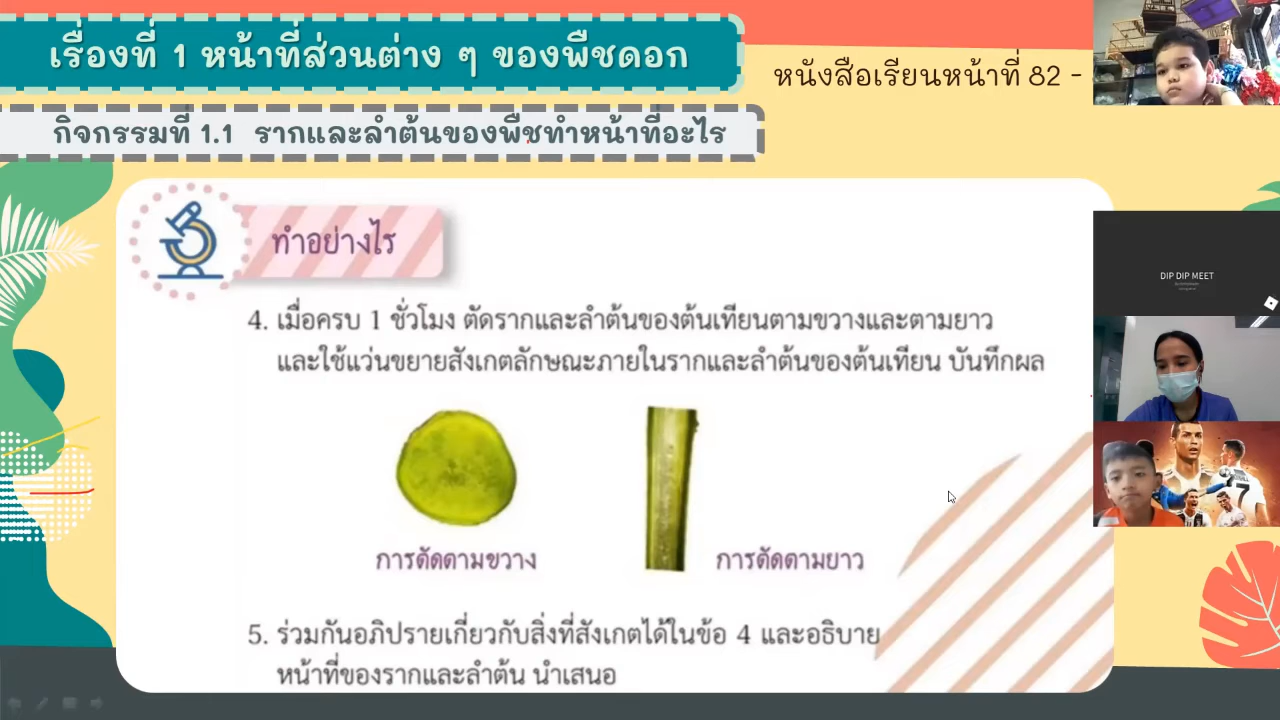 เรื่องที่ 1 หน้าที่ส่วนต่าง ๆ ของพืชดอก
หนังสือเรียนหน้าที่ 82 -
กิจกรรมที่ 1.1 รากและลำต้นของพืชทำหน้าที่อะไร
ทำอย่างไร
4. เมื่อครบ 1 ชั่วโมง ตัดรากและลำต้นของต้นเทียนตามขวางและตามยาว
และใช้แว่นขยายสังเกตลักษณะภายในรากและลำต้นของต้นเทียน บันทึกผล
การตัดตามขวาง
การตัดตามยาว
5. ร่วมกันอภิปรายเกี่ยวกับสิ่งที่สังเกตได้ในข้อ 4 และอธิบาย
หน้าที่ของรากและลำต้น นำเสนอ
DIP DIP MEET
7